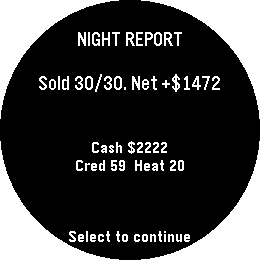 NIGHT REPORT
Sold 30/30. Net +$1472
Cash $2222
Cred 59  Heat 20
Select to continue